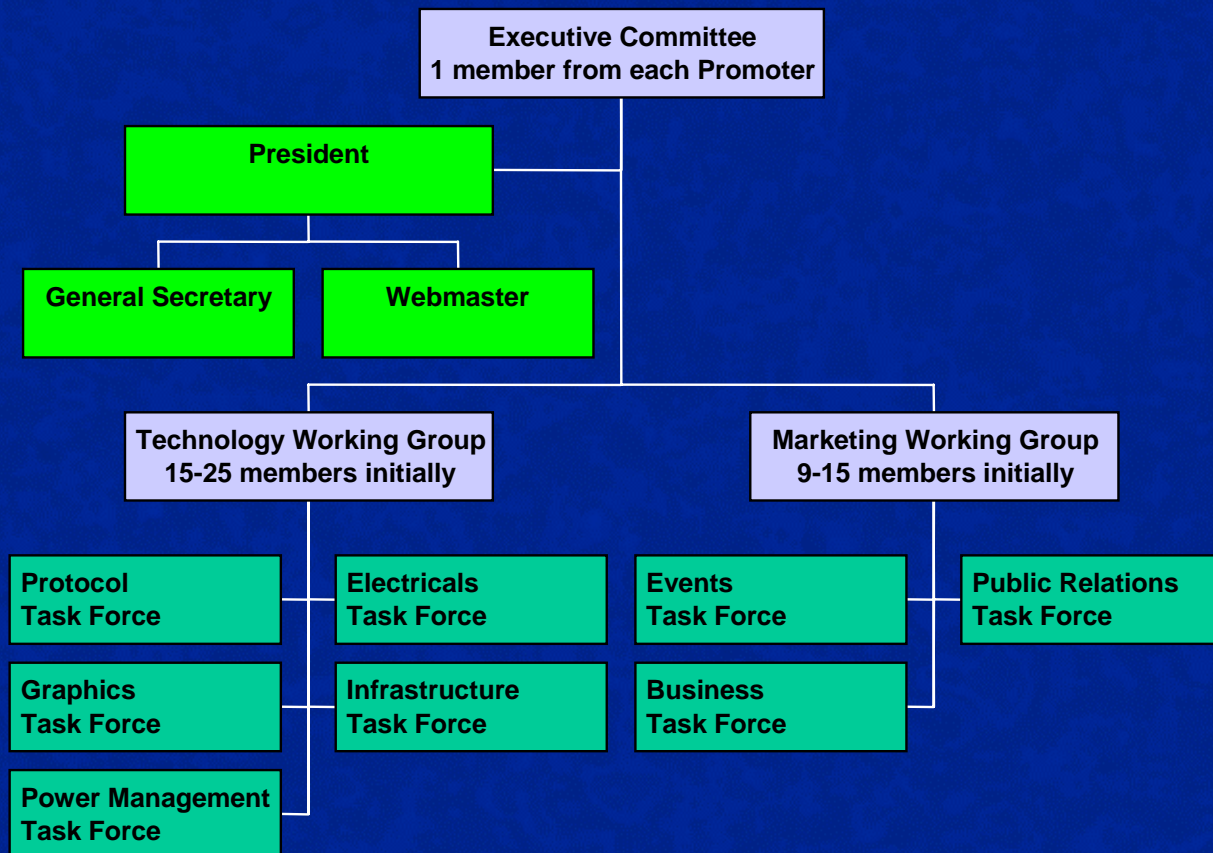 Executive Committee
1 member from each Promoter
President
General Secretary
Webmaster
Technology Working Group
15-25 members initially
Marketing Working Group
9-15 members initially
Protocol
Task Force
Electricals
Task Force
Events
Task Force
Public Relations
Task Force
Graphics
Task Force
Infrastructure
Task Force
Business
Task Force
Power Management
Task Force